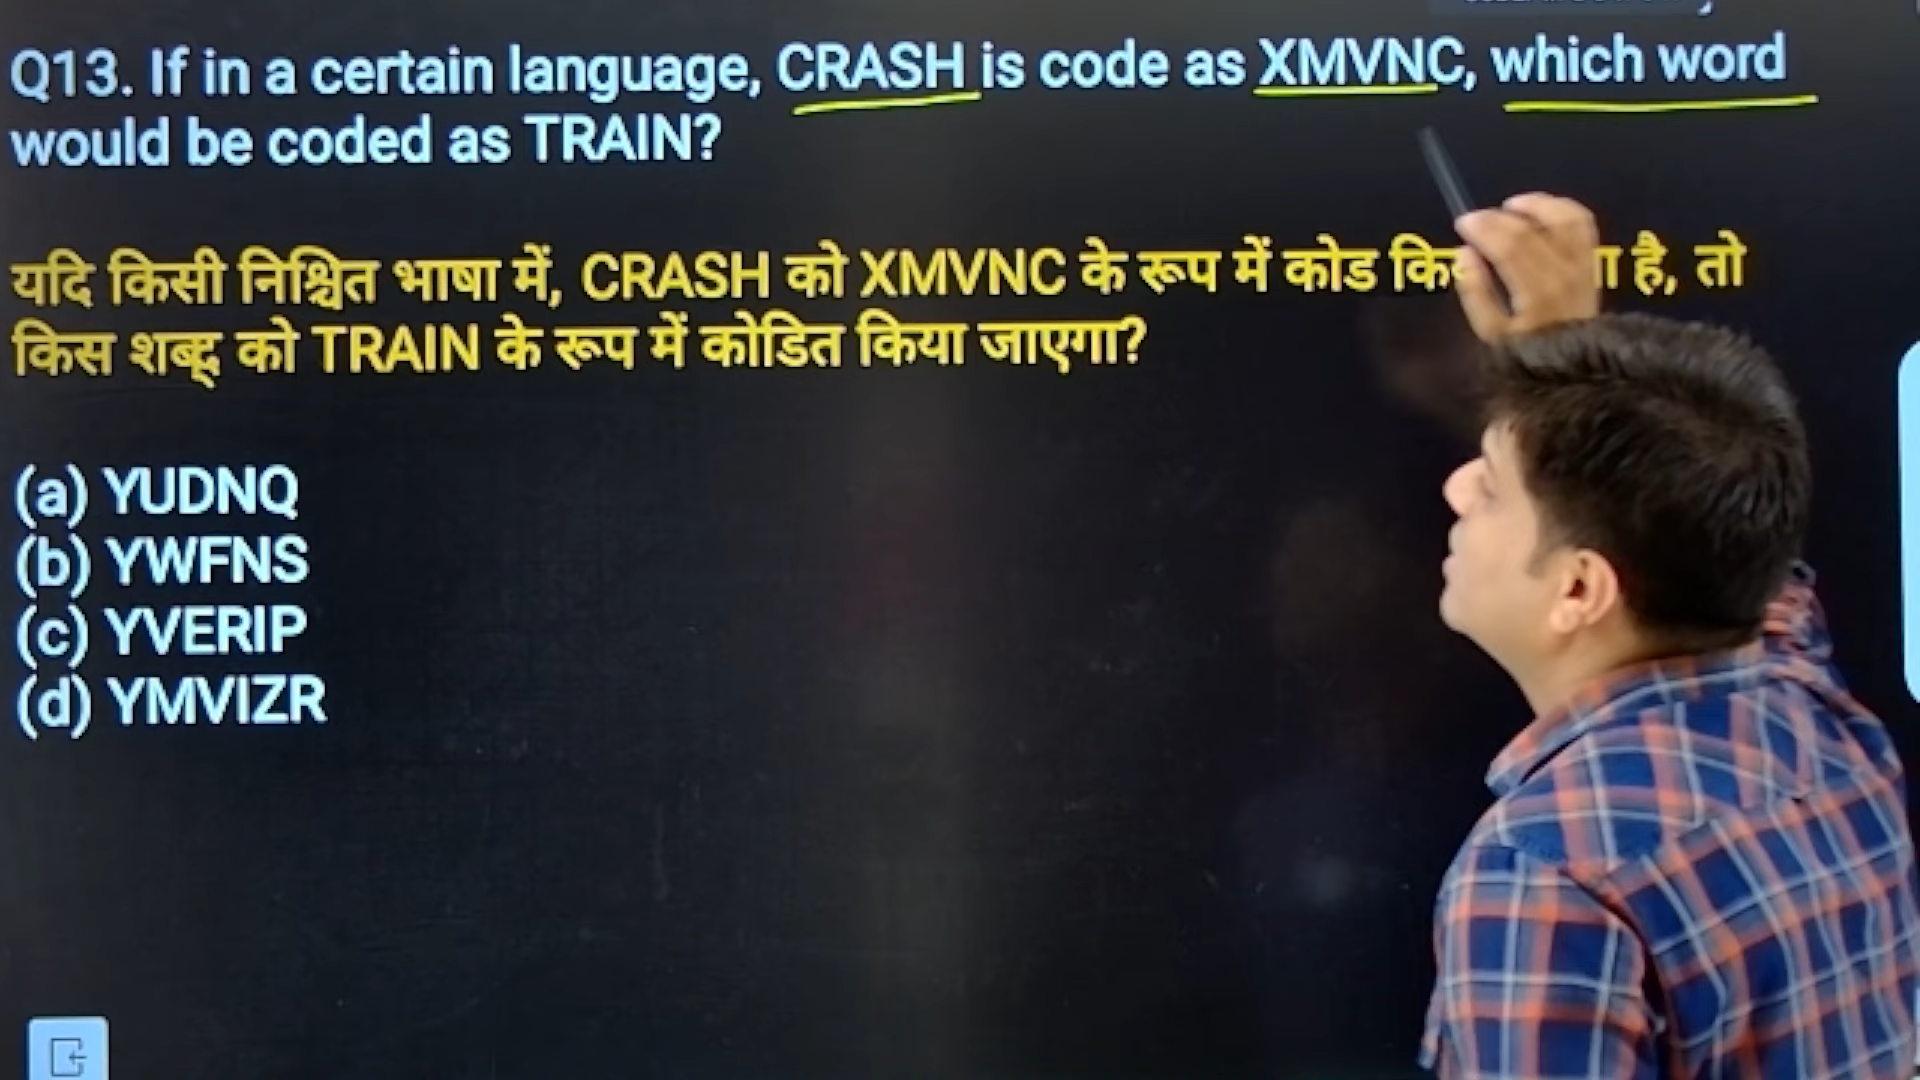 Q13. If in a certain language, CRASH is code as XMVNC, which word
would be coded as TRAIN?
यदि किसी निश्चित भाषा में, CRASH को XMVNC के रूप में कोड है, तो
किस शब्द को TRAIN के रूप में कोडित किया जाएगा?
(a) YUDNQ
(b) YWFNS
(c) YVERIP
(d) YMVIZR